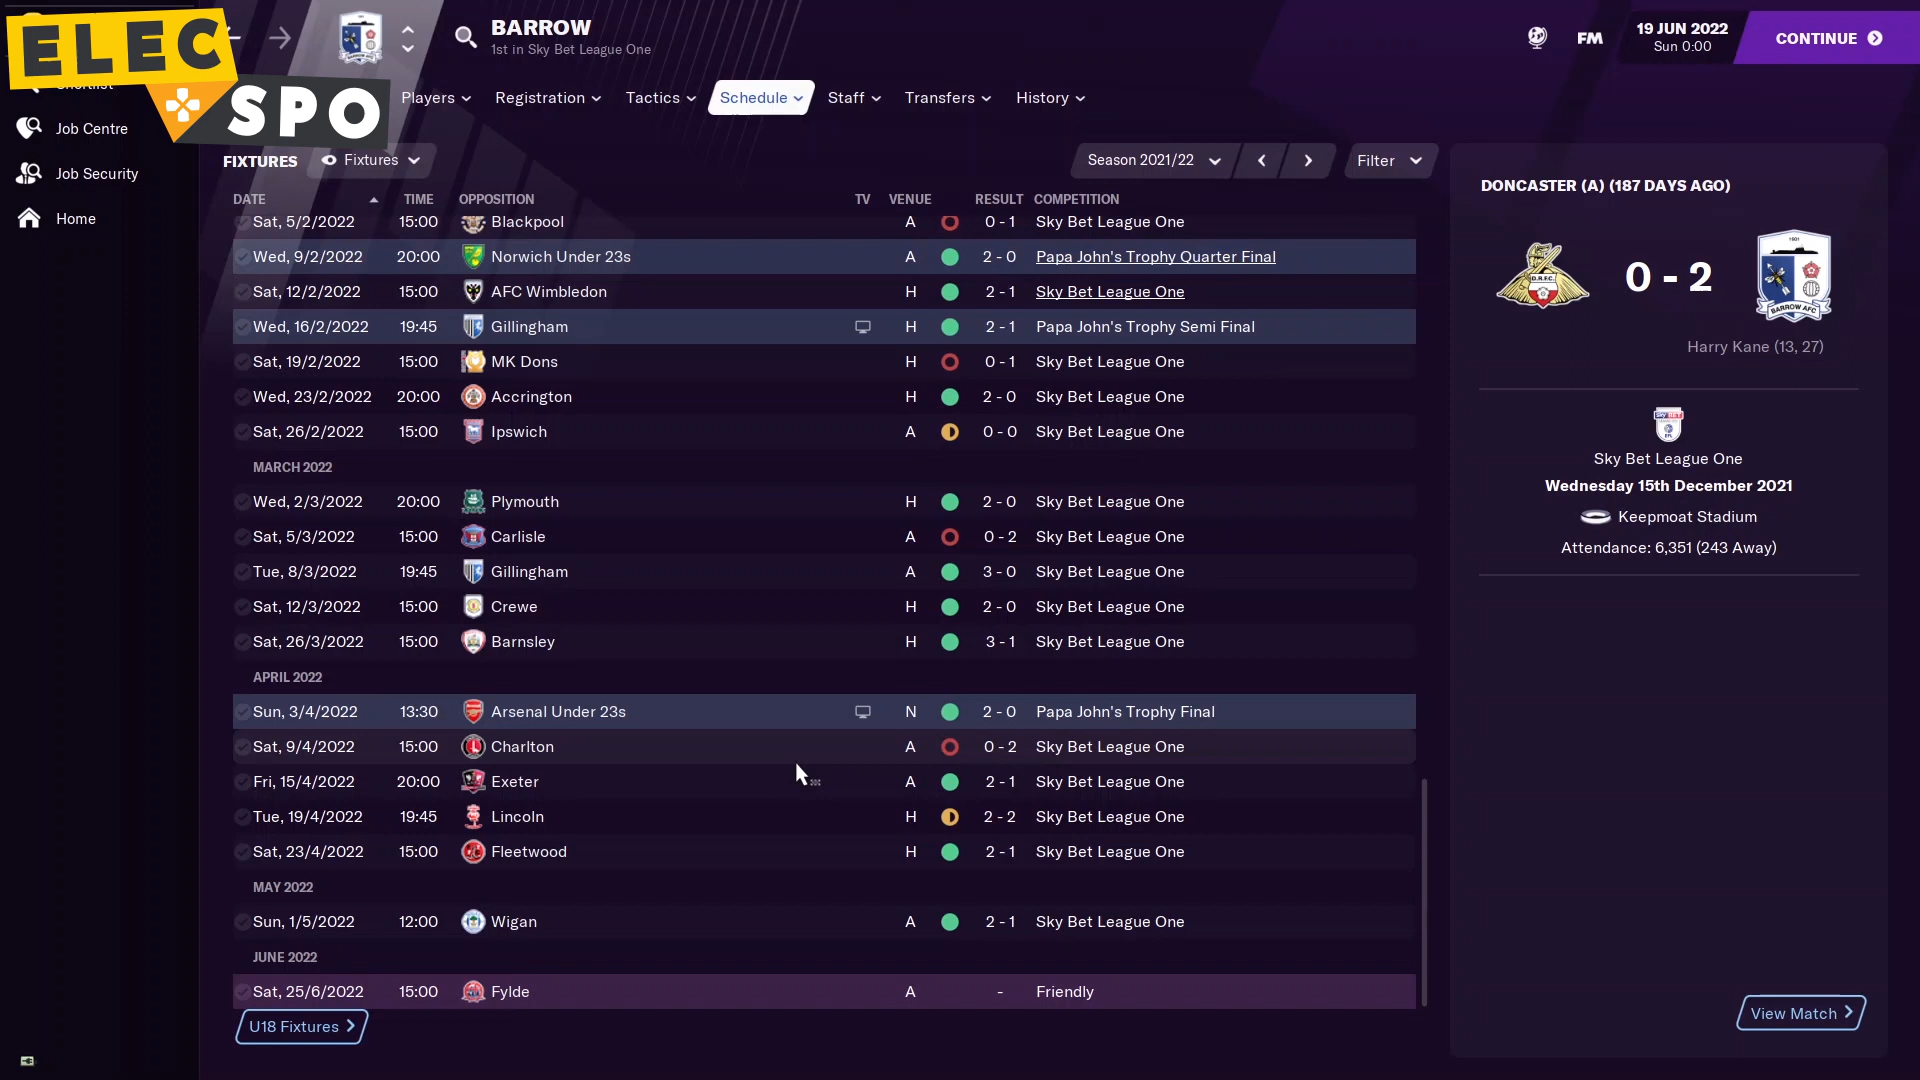 ELEC
SPO
BARROW
1st in Sky Bet League One
FM
19 JUN 2022
Sun 0:00
CONTINUE
Shortlist
Job Centre
Job Security
Home
Players
Registration
Tactics
Schedule
Staff
Transfers
History
FIXTURES
Fixtures
Season 2021/22
Filter
DATE TIME OPPOSITION TV VENUE RESULT COMPETITION
Sat, 5/2/2022 15:00 Blackpool A 0 - 1 Sky Bet League One
Wed, 9/2/2022 20:00 Norwich Under 23s A 2 - 0 Papa John's Trophy Quarter Final
Sat, 12/2/2022 15:00 AFC Wimbledon H 2 - 1 Sky Bet League One
Wed, 16/2/2022 19:45 Gillingham H 2 - 1 Papa John's Trophy Semi Final
Sat, 19/2/2022 15:00 MK Dons H 0 - 1 Sky Bet League One
Wed, 23/2/2022 20:00 Accrington H 2 - 0 Sky Bet League One
Sat, 26/2/2022 15:00 Ipswich A 0 - 0 Sky Bet League One
MARCH 2022
Wed, 2/3/2022 20:00 Plymouth H 2 - 0 Sky Bet League One
Sat, 5/3/2022 15:00 Carlisle A 0 - 2 Sky Bet League One
Tue, 8/3/2022 19:45 Gillingham A 3 - 0 Sky Bet League One
Sat, 12/3/2022 15:00 Crewe H 2 - 0 Sky Bet League One
Sat, 26/3/2022 15:00 Barnsley H 3 - 1 Sky Bet League One
APRIL 2022
Sun, 3/4/2022 13:30 Arsenal Under 23s N 2 - 0 Papa John's Trophy Final
Sat, 9/4/2022 15:00 Charlton A 0 - 2 Sky Bet League One
Fri, 15/4/2022 20:00 Exeter A 2 - 1 Sky Bet League One
Tue, 19/4/2022 19:45 Lincoln H 2 - 2 Sky Bet League One
Sat, 23/4/2022 15:00 Fleetwood H 2 - 1 Sky Bet League One
MAY 2022
Sun, 1/5/2022 12:00 Wigan A 2 - 1 Sky Bet League One
JUNE 2022
Sat, 25/6/2022 15:00 Fylde A - Friendly
U18 Fixtures
DONCASTER (A) (187 DAYS AGO)
D.R.F.C.
0 - 2
1901
BARROW AFC
Harry Kane (13, 27)
SKY BET
EFL
Sky Bet League One
Wednesday 15th December 2021
Keepmoat Stadium
Attendance: 6,351 (243 Away)
View Match